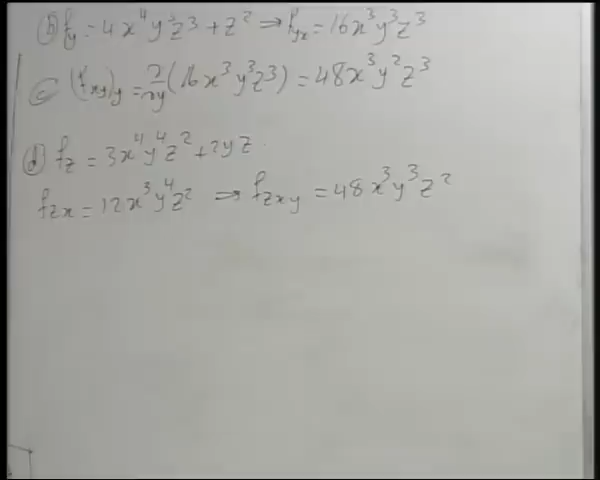 (b) f_y = 4x⁴y³z³ + z² ⇒ f_yx = 16x³y³z³
(c) (f_xy)_y = ∂/∂y (16x³y³z³) = 48x³y²z³
(d) f_z = 3x⁴y⁴z² + 2yz
f_zx = 12x³y⁴z² ⇒ f_zxy = 48x³y³z²